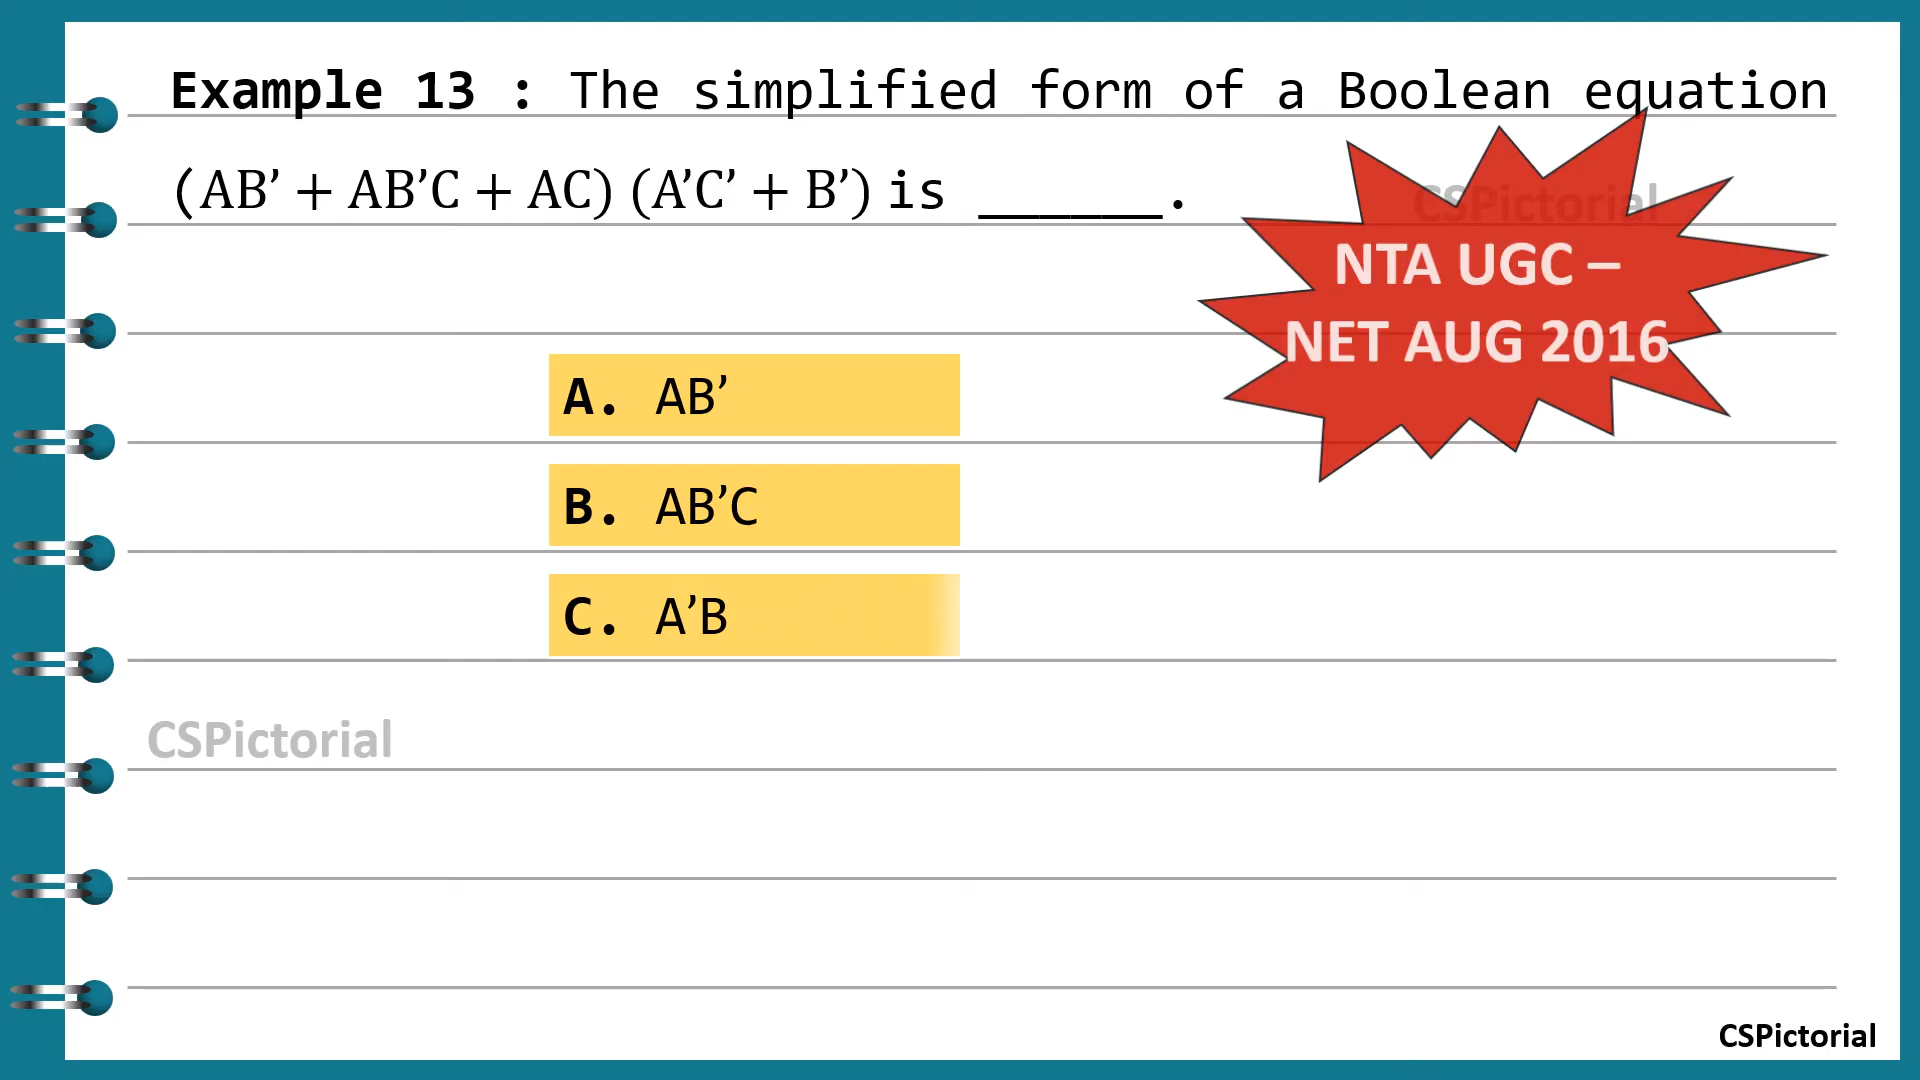 Example 13 : The simplified form of a Boolean equation
(AB’ + AB’C + AC) (A’C’ + B’) is ______.
CSPictorial
NTA UGC –
NET AUG 2016
A. AB’
B. AB’C
C. A’B
CSPictorial
CSPictorial